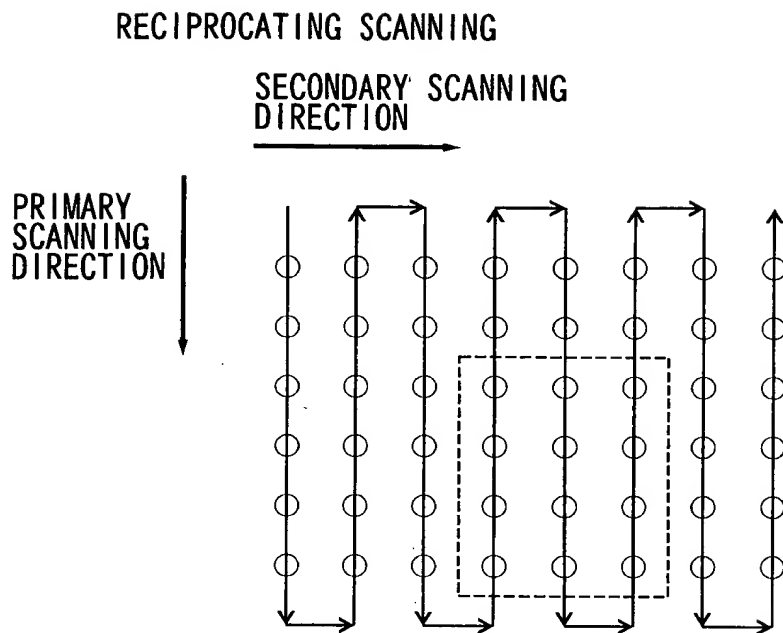 RECIPROCATING SCANNING
SECONDARY SCANNING
DIRECTION
PRIMARY
SCANNING
DIRECTION